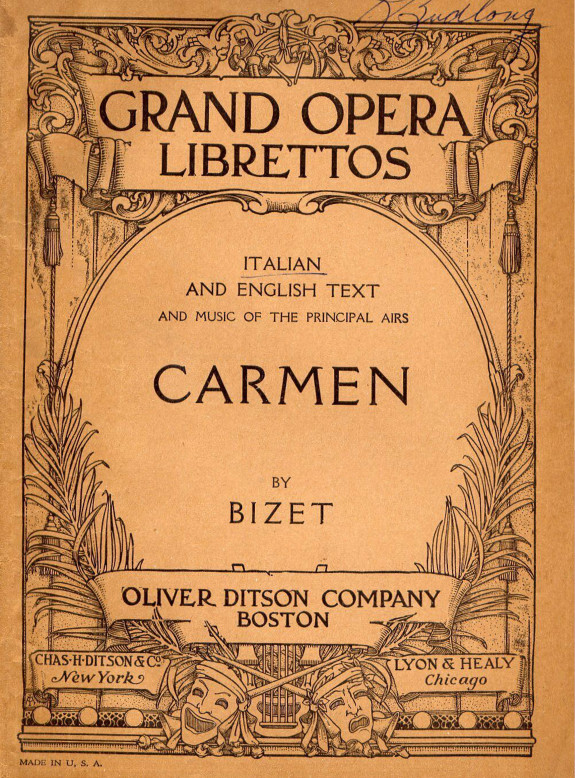 Budlong
GRAND OPERA
LIBRETTOS
ITALIAN
AND ENGLISH TEXT
AND MUSIC OF THE PRINCIPAL AIRS
CARMEN
BY
BIZET
OLIVER DITSON COMPANY
BOSTON
CHAS·H·DITSON & Cº
New York
LYON & HEALY
Chicago
MADE IN U. S. A.